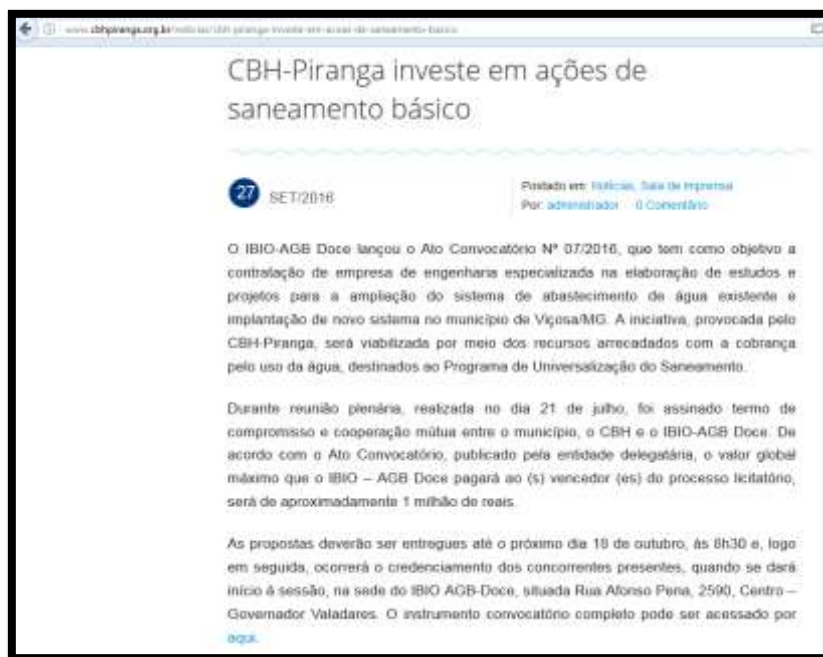 www.cbhpiranga.org.br/noticias/cbh-piranga-investe-em-acoes-de-saneamento-basico
CBH-Piranga investe em ações de
saneamento básico
27 SET/2016
Postado em: Notícias, Sala de Imprensa
Por: administrador 0 Comentário
O IBIO-AGB Doce lançou o Ato Convocatório Nº 07/2016, que tem como objetivo a
contratação de empresa de engenharia especializada na elaboração de estudos e
projetos para a ampliação do sistema de abastecimento de água existente e
implantação de novo sistema no município de Viçosa/MG. A iniciativa, provocada pelo
CBH-Piranga, será viabilizada por meio dos recursos arrecadados com a cobrança
pelo uso da água, destinados ao Programa de Universalização do Saneamento.
Durante reunião plenária, realizada no dia 21 de julho, foi assinado termo de
compromisso e cooperação mútua entre o município, o CBH e o IBIO-AGB Doce. De
acordo com o Ato Convocatório, publicado pela entidade delegatária, o valor global
máximo que o IBIO – AGB Doce pagará ao (s) vencedor (es) do processo licitatório,
será de aproximadamente 1 milhão de reais.
As propostas deverão ser entregues até o próximo dia 18 de outubro, às 8h30 e, logo
em seguida, ocorrerá o credenciamento dos concorrentes presentes, quando se dará
início à sessão, na sede do IBIO AGB-Doce, situada Rua Afonso Pena, 2590, Centro –
Governador Valadares. O instrumento convocatório completo pode ser acessado por
aqui.